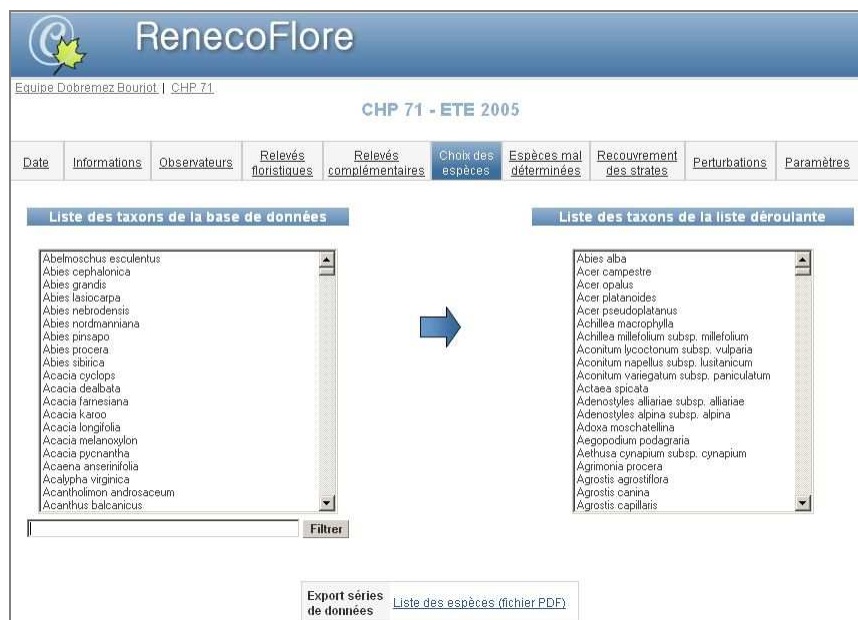 RenecoFlore
Equipe Dobremez Bourjot | CHP 71
CHP 71 - ETE 2005
Date
Informations
Observateurs
Relevés
floristiques
Relevés
complémentaires
Choix des
espèces
Espèces mal
déterminées
Recouvrement
des strates
Perturbations
Paramètres
Liste des taxons de la base de données
Abelmoschus esculentus
Abies cephalonica
Abies grandis
Abies lasiocarpa
Abies nebrodensis
Abies nordmanniana
Abies pinsapo
Abies procera
Abies sibirica
Acacia cyclops
Acacia dealbata
Acacia farnesiana
Acacia karoo
Acacia longifolia
Acacia melanoxylon
Acacia pycnantha
Acaena anserinifolia
Acalypha virginica
Acantholimon androsaceum
Acanthus balcanicus
Filtrer
Liste des taxons de la liste déroulante
Abies alba
Acer campestre
Acer opalus
Acer platanoides
Acer pseudoplatanus
Achillea macrophylla
Achillea millefolium subsp. millefolium
Aconitum lycoctonum subsp. vulparia
Aconitum napellus subsp. lusitanicum
Aconitum variegatum subsp. paniculatum
Actaea spicata
Adenostyles alliariae subsp. alliariae
Adenostyles alpina subsp. alpina
Adoxa moschatellina
Aegopodium podagraria
Aethusa cynapium subsp. cynapium
Agrimonia procera
Agrostis agrostiflora
Agrostis canina
Agrostis capillaris
Export séries
de données
Liste des espèces (fichier PDF)